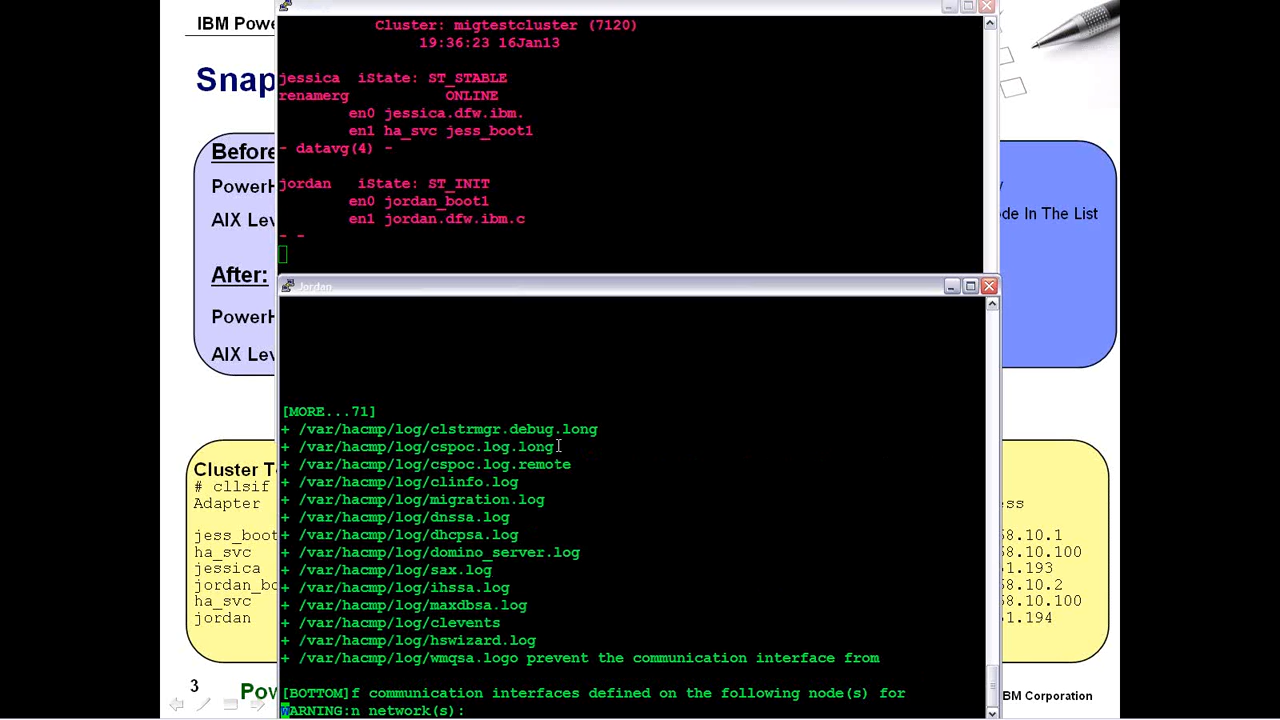 IBM Powe
Snap
Before
PowerH
AIX Lev
After:
PowerH
AIX Lev
Cluster: migtestcluster (7120)
19:36:23 16Jan13
jessica iState: ST_STABLE
renamerg ONLINE
en0 jessica.dfw.ibm.
en1 ha_svc jess_boot1
- datavg(4) -
jordan iState: ST_INIT
en0 jordan_boot1
en1 jordan.dfw.ibm.c
- -
ode In The List
Jordan
[MORE...71]
+ /var/hacmp/log/clstrmgr.debug.long
+ /var/hacmp/log/cspoc.log.long
+ /var/hacmp/log/cspoc.log.remote
+ /var/hacmp/log/clinfo.log
+ /var/hacmp/log/migration.log
+ /var/hacmp/log/dnssa.log
+ /var/hacmp/log/dhcpsa.log
+ /var/hacmp/log/domino_server.log
+ /var/hacmp/log/sax.log
+ /var/hacmp/log/ihssa.log
+ /var/hacmp/log/maxdbsa.log
+ /var/hacmp/log/clevents
+ /var/hacmp/log/hswizard.log
+ /var/hacmp/log/wmqsa.logo prevent the communication interface from
[BOTTOM]f communication interfaces defined on the following node(s) for
WARNING:n network(s):
Cluster T
# cllsif
Adapter ess
jess_boot 58.10.1
ha_svc 58.10.100
jessica 51.193
jordan_bo 58.10.2
ha_svc 58.10.100
jordan 51.194
3
Pow
IBM Corporation